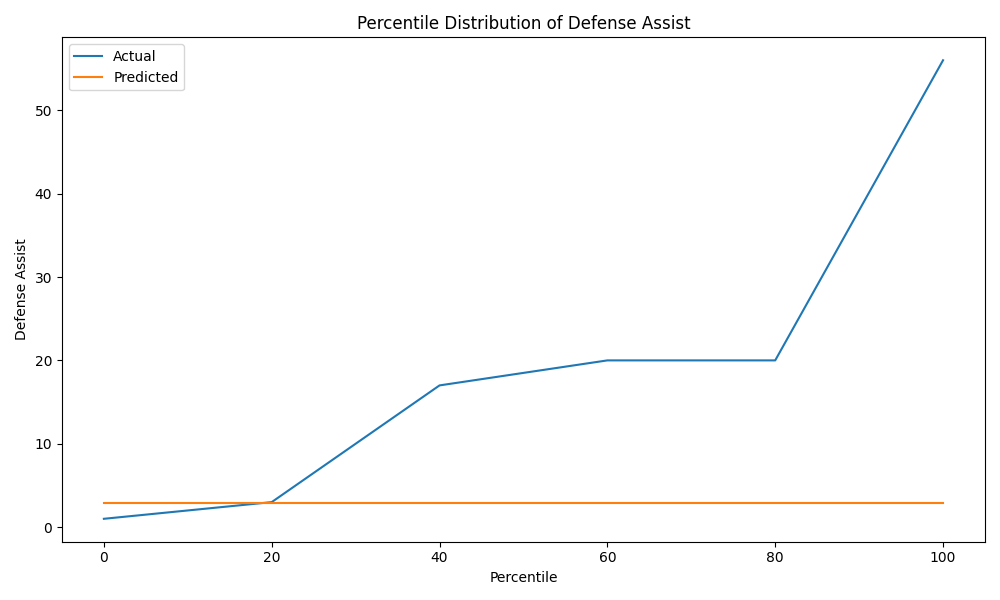 Percentile Distribution of Defense Assist
Actual
Predicted
Defense Assist
50
40
30
20
10
0
0 20 40 60 80 100
Percentile